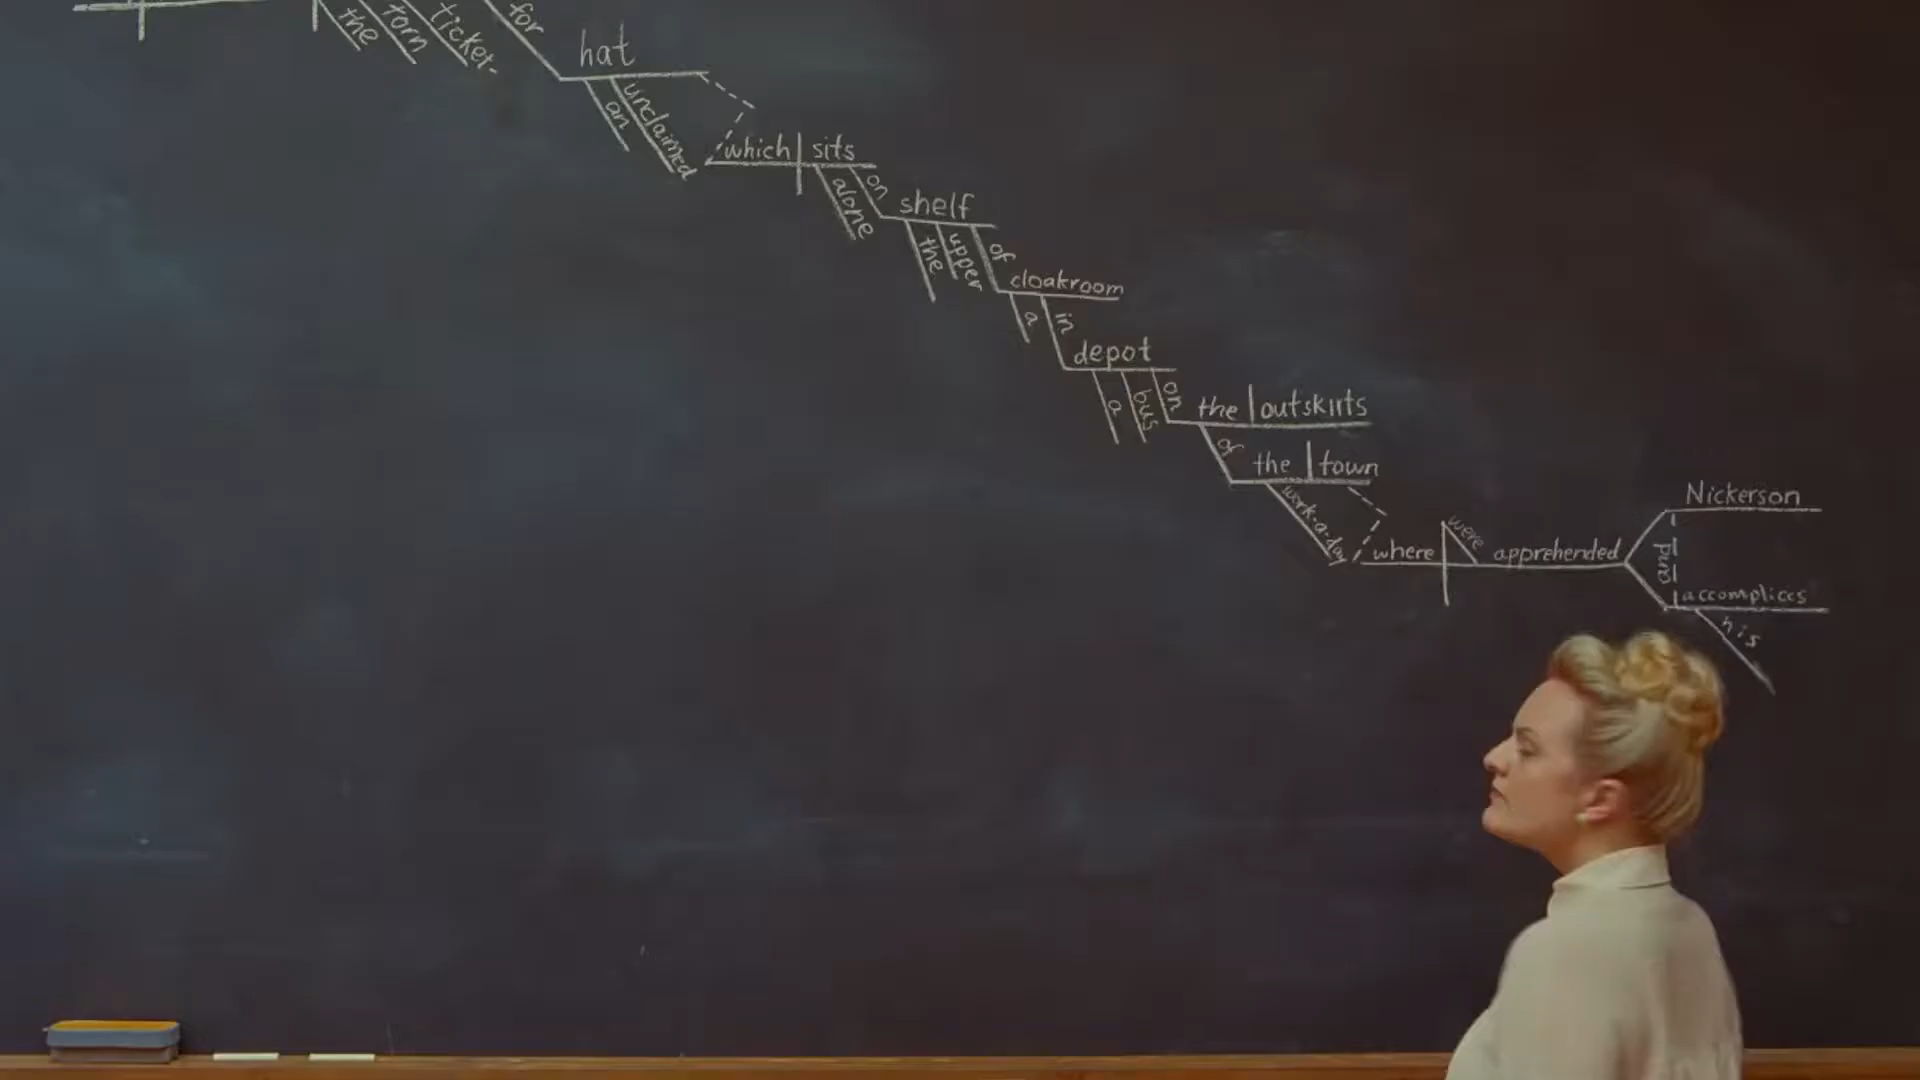 the torn ticket- for
hat
an unclaimed
which sits
alone on
shelf
the upper of
cloakroom
a in
depot
a bus on
the outskirts
of the town
work-a-day
Nickerson
where were apprehended and
accomplices
his